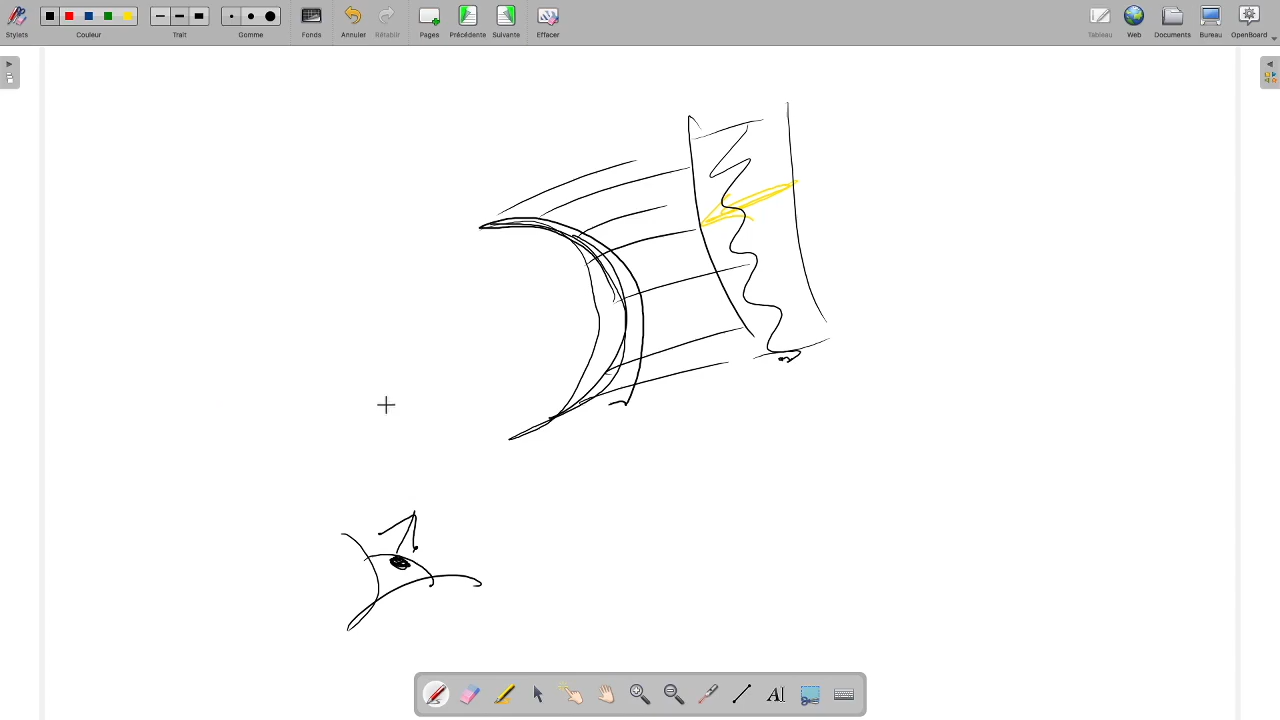 Stylets Couleur Trait Gomme Fonds Annuler Rétablir Pages Précédente Suivante Effacer Tableau Web Documents Bureau OpenBoard